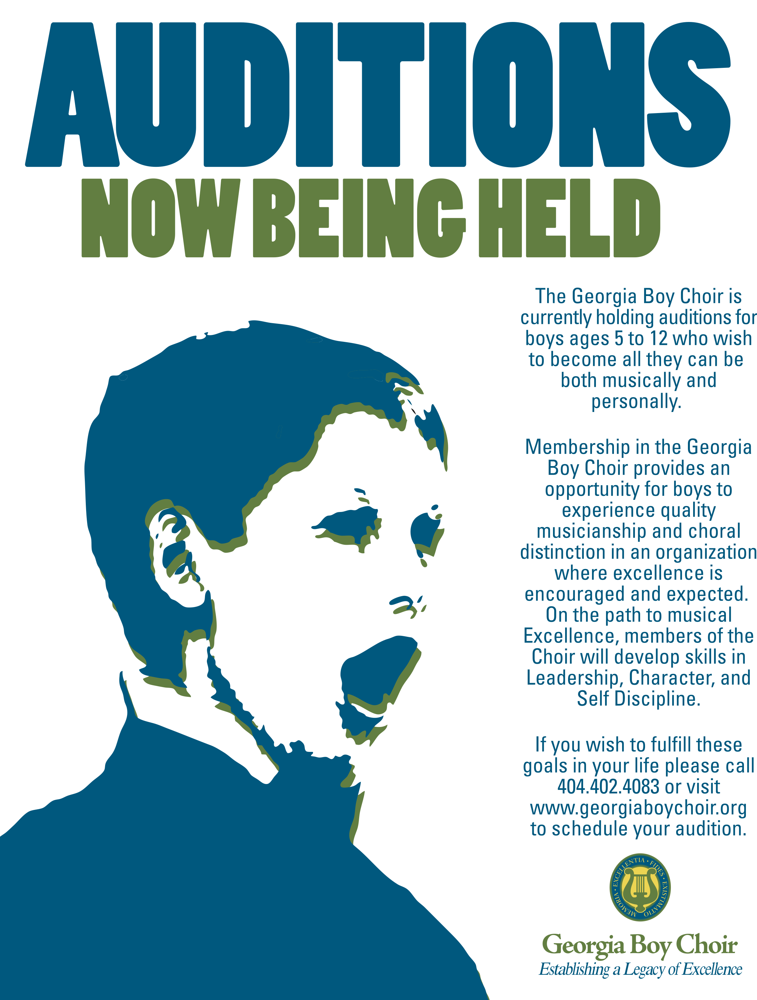 AUDITIONS
NOW BEING HELD
The Georgia Boy Choir is
currently holding auditions for
boys ages 5 to 12 who wish
to become all they can be
both musically and
personally.
Membership in the Georgia
Boy Choir provides an
opportunity for boys to
experience quality
musicianship and choral
distinction in an organization
where excellence is
encouraged and expected.
On the path to musical
Excellence, members of the
Choir will develop skills in
Leadership, Character, and
Self Discipline.
If you wish to fulfill these
goals in your life please call
404.402.4083 or visit
www.georgiaboychoir.org
to schedule your audition.
MEMORIA • EXCELLENTIA • FIDES • EXISTIMATIO
Georgia Boy Choir
Establishing a Legacy of Excellence